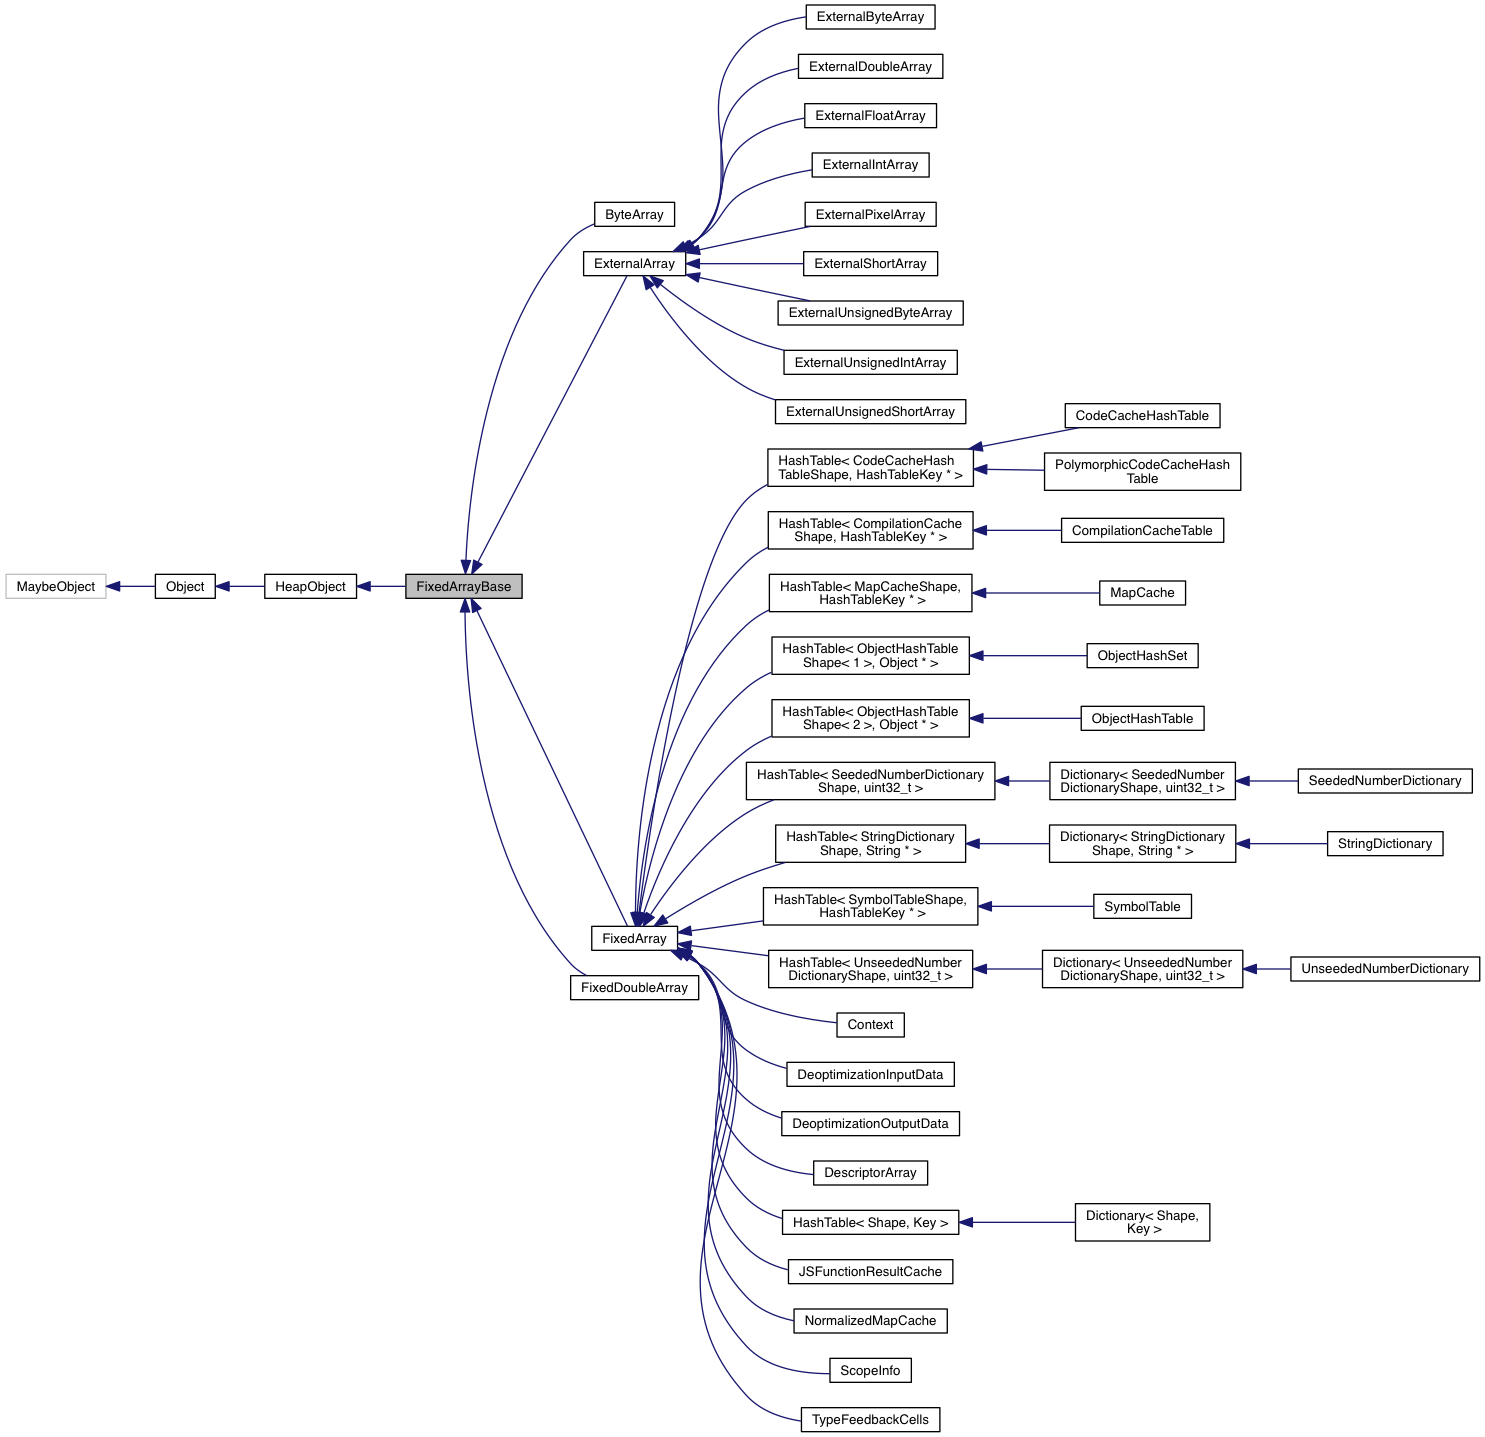 ExternalByteArray
ExternalDoubleArray
ExternalFloatArray
ExternalIntArray
ByteArray
ExternalPixelArray
ExternalArray
ExternalShortArray
ExternalUnsignedByteArray
ExternalUnsignedIntArray
ExternalUnsignedShortArray
CodeCacheHashTable
HashTable< CodeCacheHash
TableShape, HashTableKey * >
PolymorphicCodeCacheHash
Table
HashTable< CompilationCache
Shape, HashTableKey * >
CompilationCacheTable
MaybeObject
Object
HeapObject
FixedArrayBase
HashTable< MapCacheShape,
HashTableKey * >
MapCache
HashTable< ObjectHashTable
Shape< 1 >, Object * >
ObjectHashSet
HashTable< ObjectHashTable
Shape< 2 >, Object * >
ObjectHashTable
HashTable< SeededNumberDictionary
Shape, uint32_t >
Dictionary< SeededNumber
DictionaryShape, uint32_t >
SeededNumberDictionary
HashTable< StringDictionary
Shape, String * >
Dictionary< StringDictionary
Shape, String * >
StringDictionary
HashTable< SymbolTableShape,
HashTableKey * >
SymbolTable
FixedArray
HashTable< UnseededNumber
DictionaryShape, uint32_t >
Dictionary< UnseededNumber
DictionaryShape, uint32_t >
UnseededNumberDictionary
FixedDoubleArray
Context
DeoptimizationInputData
DeoptimizationOutputData
DescriptorArray
HashTable< Shape, Key >
Dictionary< Shape,
Key >
JSFunctionResultCache
NormalizedMapCache
ScopeInfo
TypeFeedbackCells